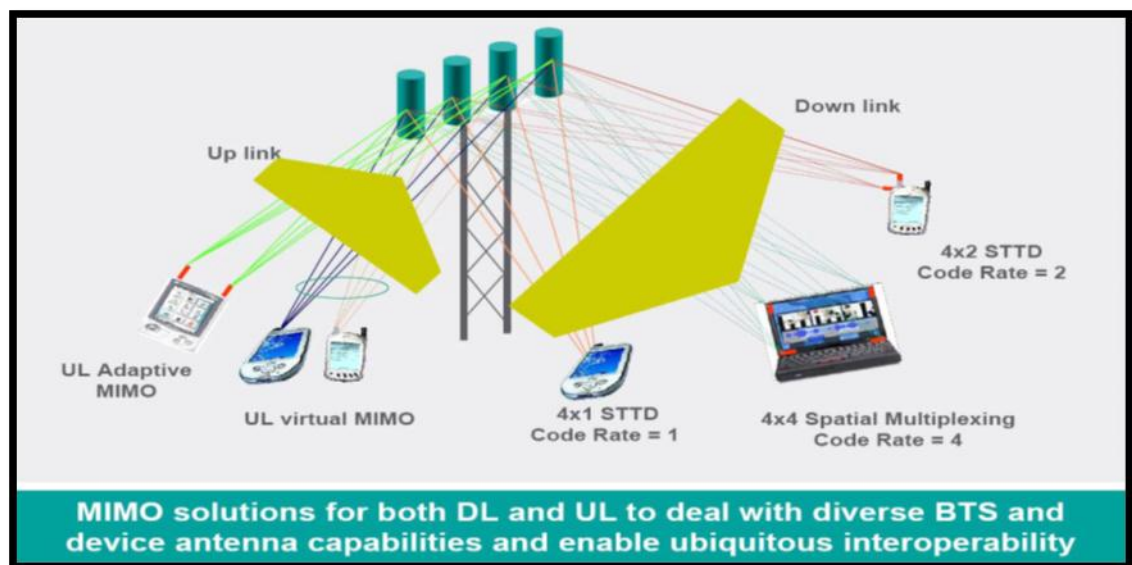 Down link
Up link
4x2 STTD
Code Rate = 2
UL Adaptive
MIMO
UL virtual MIMO
4x1 STTD
Code Rate = 1
4x4 Spatial Multiplexing
Code Rate = 4
MIMO solutions for both DL and UL to deal with diverse BTS and
device antenna capabilities and enable ubiquitous interoperability